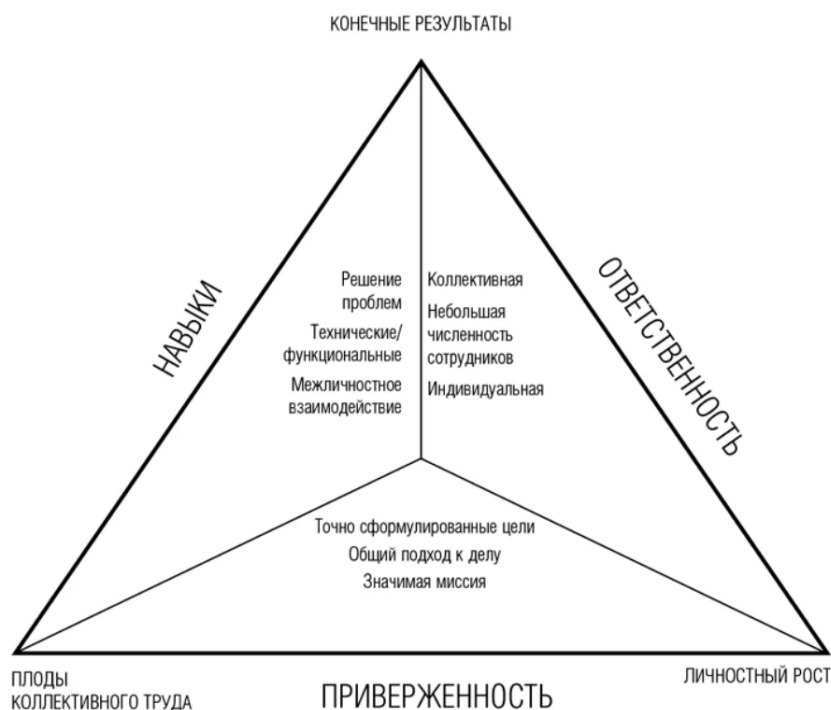 КОНЕЧНЫЕ РЕЗУЛЬТАТЫ
НАВЫКИ
ОТВЕТСТВЕННОСТЬ
Решение
проблем
Технические/
функциональные
Межличностное
взаимодействие
Коллективная
Небольшая
численность
сотрудников
Индивидуальная
Точно сформулированные цели
Общий подход к делу
Значимая миссия
ПЛОДЫ
КОЛЛЕКТИВНОГО ТРУДА
ПРИВЕРЖЕННОСТЬ
ЛИЧНОСТНЫЙ РОСТ